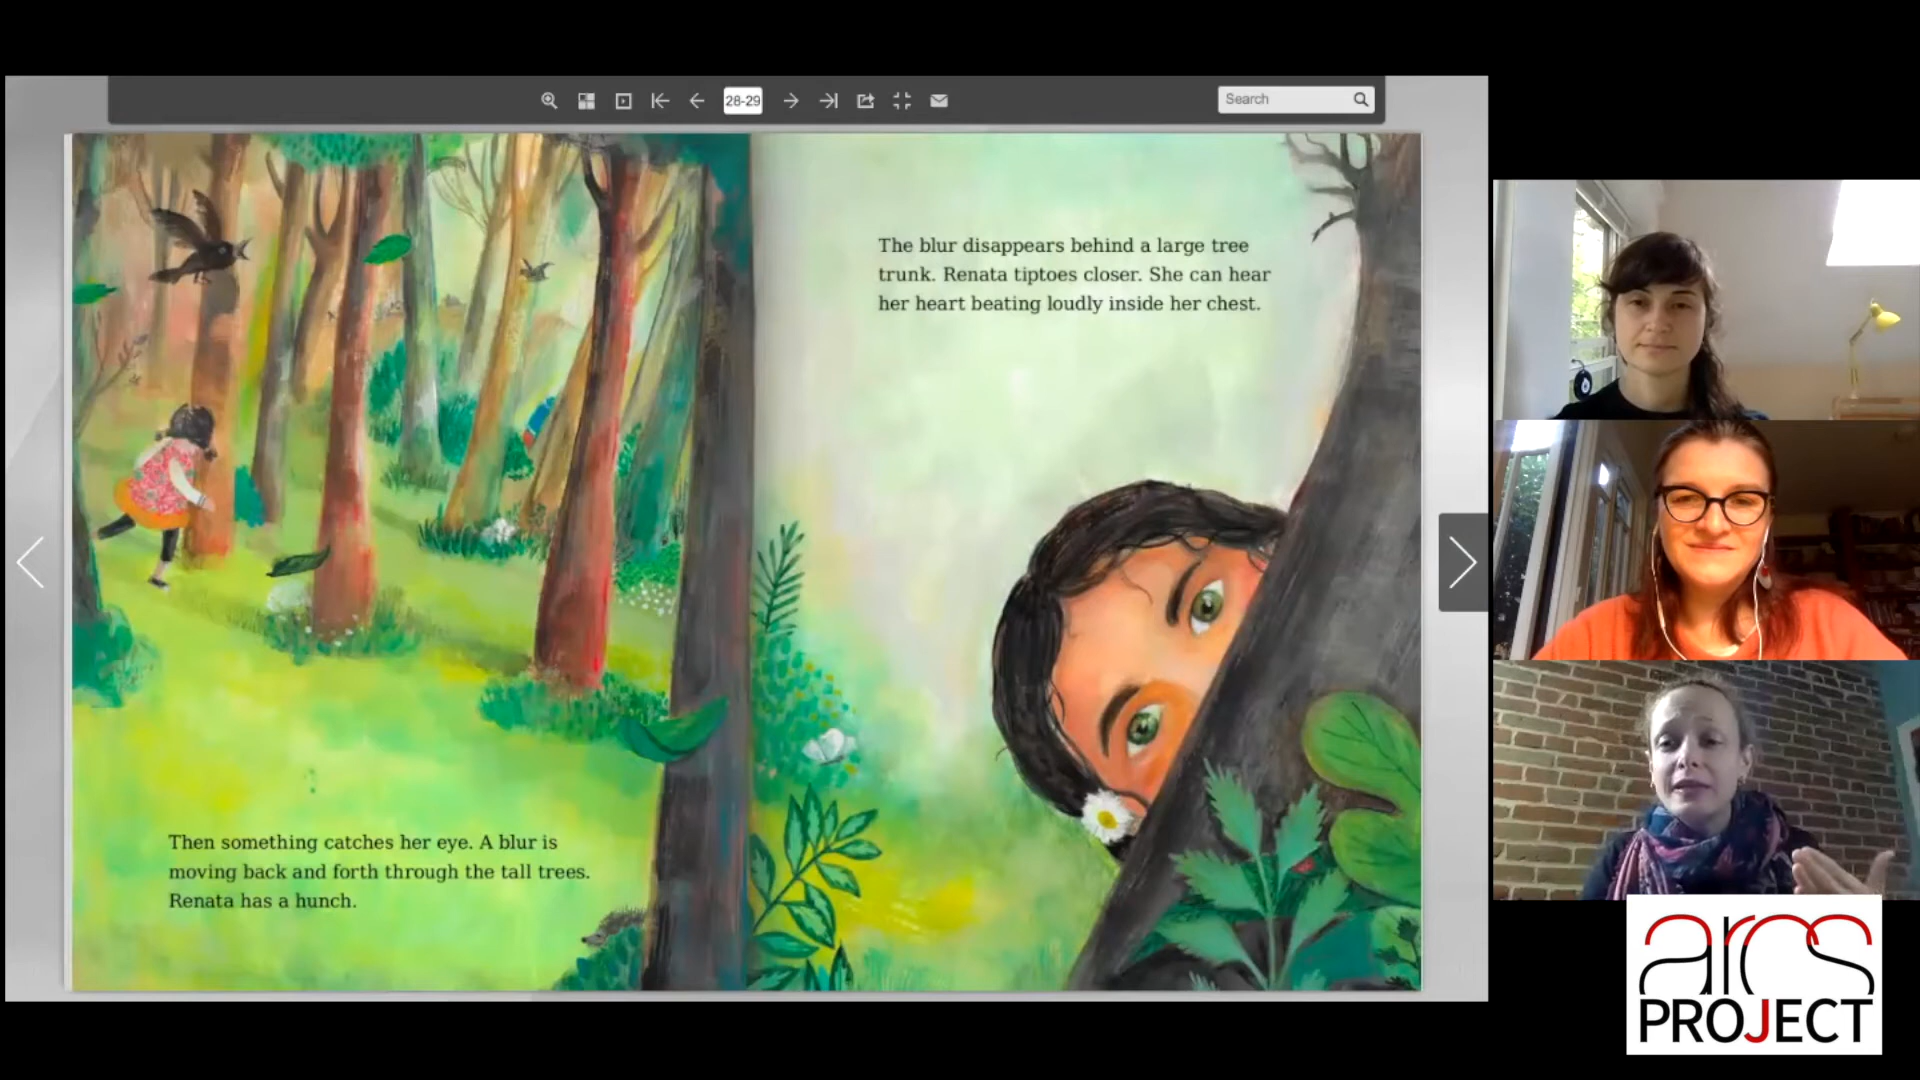 28-29
Search
The blur disappears behind a large tree
trunk. Renata tiptoes closer. She can hear
her heart beating loudly inside her chest.
Then something catches her eye. A blur is
moving back and forth through the tall trees.
Renata has a hunch.
arcs
PROJECT